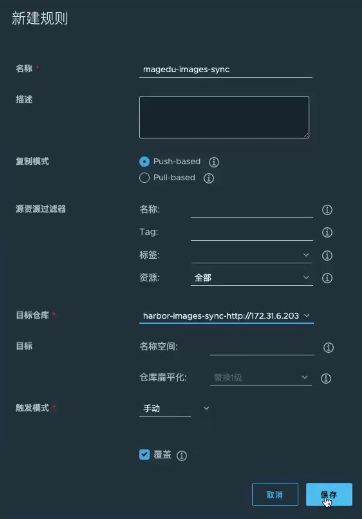 新建规则
名称 * magedu-images-sync
描述
复制模式 Push-based
Pull-based
源资源过滤器 名称:
Tag:
标签:
资源: 全部
目标仓库 * harbor-images-sync-http://172.31.6.203
目标 名称空间:
仓库扁平化: 替换1级
触发模式 * 手动
覆盖
取消 保存